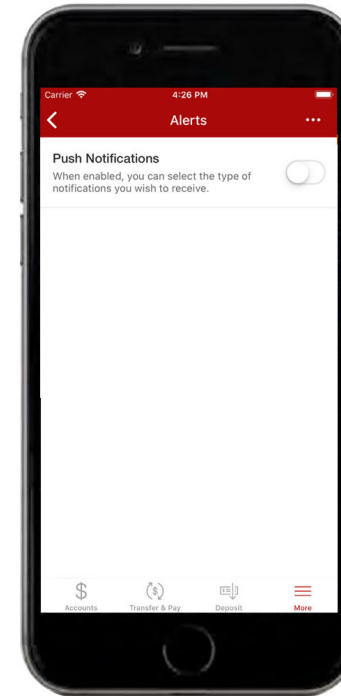 Carrier 4:26 PM
Alerts
Push Notifications
When enabled, you can select the type of
notifications you wish to receive.
$ ($)
Accounts Transfer & Pay Deposit More